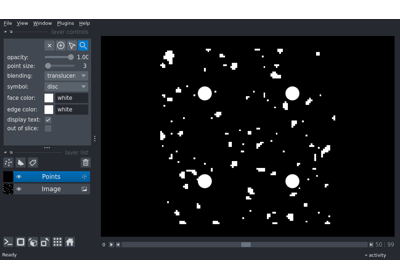 File View Window Plugins Help
layer controls
opacity: 1.00
point size: 3
blending: translucen
symbol: disc
face color: white
edge color: white
display text:
out of slice:
layer list
Points
Image
50 99
Ready
activity